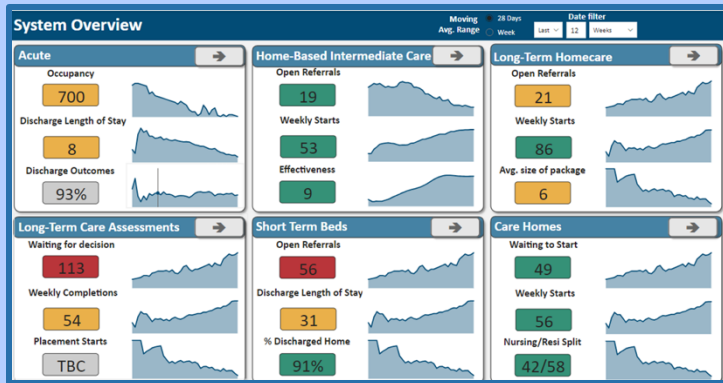 System Overview
Moving Avg. Range
28 Days
Week
Date filter
Last
12
Weeks
Acute
Occupancy
700
Discharge Length of Stay
8
Discharge Outcomes
93%
Home-Based Intermediate Care
Open Referrals
19
Weekly Starts
53
Effectiveness
9
Long-Term Homecare
Open Referrals
21
Weekly Starts
86
Avg. size of package
6
Long-Term Care Assessments
Waiting for decision
113
Weekly Completions
54
Placement Starts
TBC
Short Term Beds
Open Referrals
56
Discharge Length of Stay
31
% Discharged Home
91%
Care Homes
Waiting to Start
49
Weekly Starts
56
Nursing/Resi Split
42/58